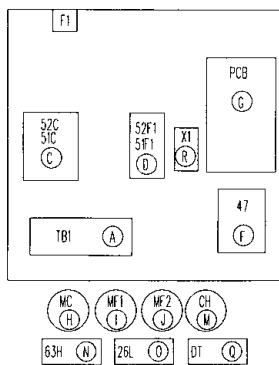 F1
PCB
G
52C
51C
C
52F1
51F1
D
X1
R
47
F
TB1 A
MC
H
MF1
I
MF2
J
CH
M
63H N
26L O
DT Q